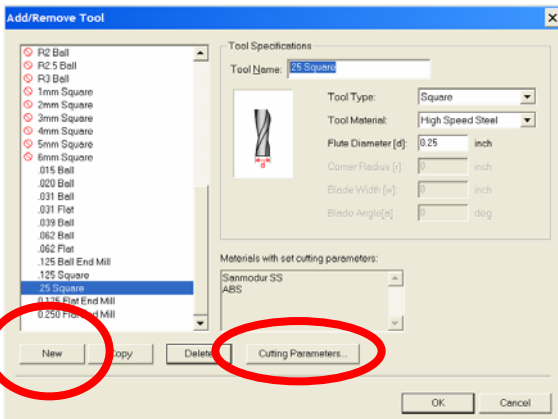 Add/Remove Tool
R2 Ball
R2.5 Ball
R3 Ball
1mm Square
2mm Square
3mm Square
4mm Square
5mm Square
6mm Square
.015 Ball
.020 Ball
.031 Ball
.031 Flat
.039 Ball
.062 Ball
.062 Flat
.125 Ball End Mill
.125 Square
.25 Square
0.125 Flat End Mill
0.250 Flat End Mill
New
Copy
Delete
Tool Specifications
Tool Name: .25 Square
d
Tool Type: Square
Tool Material: High Speed Steel
Flute Diameter [d]: 0.25 inch
Corner Radius [r]: 0 inch
Blade Width [w]: 0 inch
Blade Angle[a]: 0 deg
Materials with set cutting parameters:
Sanmodur SS
ABS
Cutting Parameters...
OK
Cancel